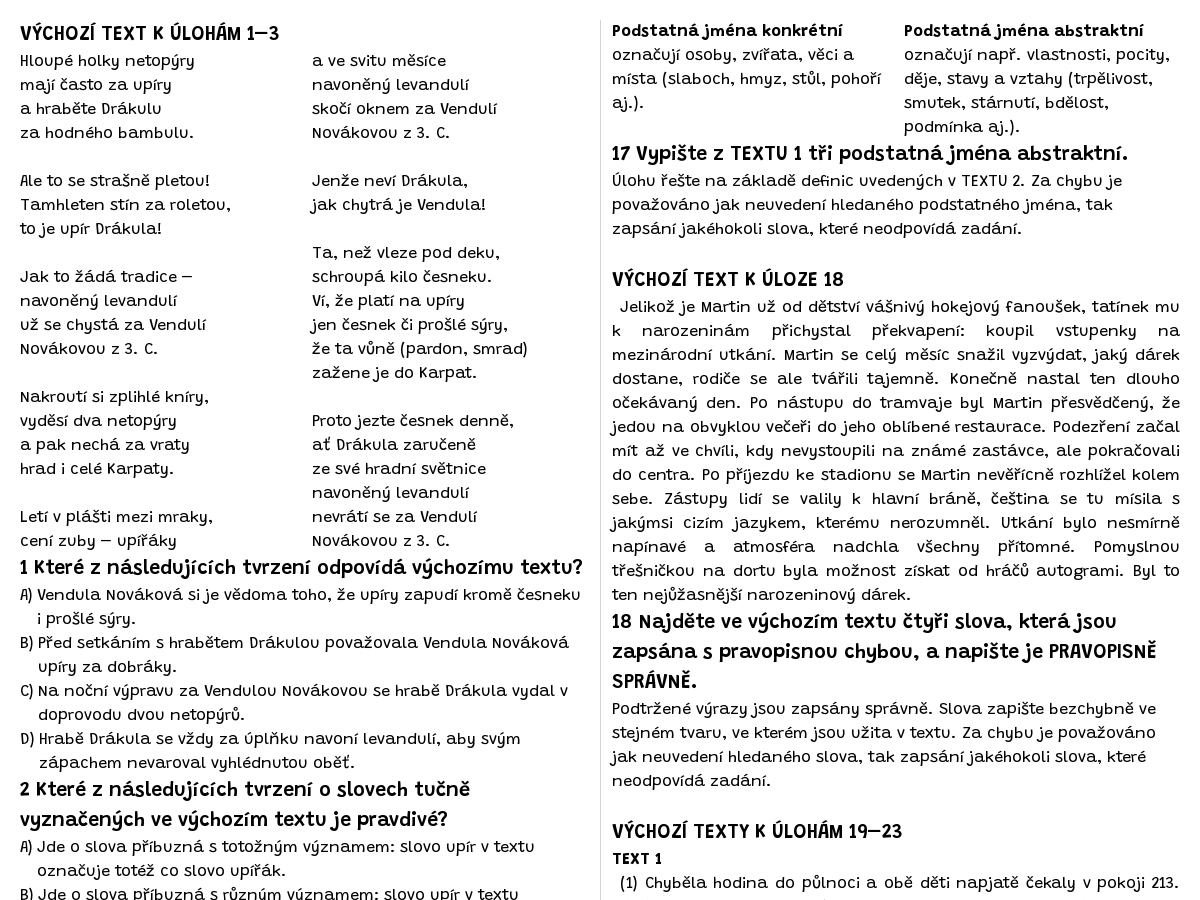 VÝCHOZÍ TEXT K ÚLOHÁM 1–3
Hloupé holky netopýry
mají často za upíry
a hraběte Drákulu
za hodného bambulu.
Ale to se strašně pletou!
Tamhleten stín za roletou,
to je upír Drákula!
Jak to žádá tradice –
navoněný levandulí
už se chystá za Vendulí
Novákovou z 3. C.
Nakroutí si zplihlé kníry,
vyděsí dva netopýry
a pak nechá za vraty
hrad i celé Karpaty.
Letí v plášti mezi mraky,
cení zuby – upířáky
a ve svitu měsíce
navoněný levandulí
skočí oknem za Vendulí
Novákovou z 3. C.
Jenže neví Drákula,
jak chytrá je Vendula!
Ta, než vleze pod deku,
schroupá kilo česneku.
Ví, že platí na upíry
jen česnek či prošlé sýry,
že ta vůně (pardon, smrad)
zažene je do Karpat.
Proto jezte česnek denně,
ať Drákula zaručeně
ze své hradní světnice
navoněný levandulí
nevrátí se za Vendulí
Novákovou z 3. C.
1 Které z následujících tvrzení odpovídá výchozímu textu?
A) Vendula Nováková si je vědoma toho, že upíry zapudí kromě česneku
i prošlé sýry.
B) Před setkáním s hrabětem Drákulou považovala Vendula Nováková
upíry za dobráky.
C) Na noční výpravu za Vendulou Novákovou se hrabě Drákula vydal v
doprovodu dvou netopýrů.
D) Hrabě Drákula se vždy za úplňku navoní levandulí, aby svým
zápachem nevaroval vyhlédnutou oběť.
2 Které z následujících tvrzení o slovech tučně
vyznačených ve výchozím textu je pravdivé?
A) Jde o slova příbuzná s totožným významem: slovo upír v textu
označuje totéž co slovo upířák.
B) Jde o slova příbuzná s různým významem: slovo upír v textu
Podstatná jména konkrétní
označují osoby, zvířata, věci a
místa (slaboch, hmyz, stůl, pohoří
aj.).
Podstatná jména abstraktní
označují např. vlastnosti, pocity,
děje, stavy a vztahy (trpělivost,
smutek, stárnutí, bdělost,
podmínka aj.).
17 Vypište z TEXTU 1 tři podstatná jména abstraktní.
Úlohu řešte na základě definic uvedených v TEXTU 2. Za chybu je
považováno jak neuvedení hledaného podstatného jména, tak
zapsání jakéhokoli slova, které neodpovídá zadání.
VÝCHOZÍ TEXT K ÚLOZE 18
Jelikož je Martin už od dětství vášnivý hokejový fanoušek, tatínek mu
k narozeninám přichystal překvapení: koupil vstupenky na
mezinárodní utkání. Martin se celý měsíc snažil vyzvýdat, jaký dárek
dostane, rodiče se ale tvářili tajemně. Konečně nastal ten dlouho
očekávaný den. Po nástupu do tramvaje byl Martin přesvědčený, že
jedou na obvyklou večeři do jeho oblíbené restaurace. Podezření začal
mít až ve chvíli, kdy nevystoupili na známé zastávce, ale pokračovali
do centra. Po příjezdu ke stadionu se Martin nevěřícně rozhlížel kolem
sebe. Zástupy lidí se valily k hlavní bráně, čeština se tu mísila s
jakýmsi cizím jazykem, kterému nerozumněl. Utkání bylo nesmírně
napínavé a atmosféra nadchla všechny přítomné. Pomyslnou
třešničkou na dortu byla možnost získat od hráčů autogrami. Byl to
ten nejůžasnější narozeninový dárek.
18 Najděte ve výchozím textu čtyři slova, která jsou
zapsána s pravopisnou chybou, a napište je PRAVOPISNĚ
SPRÁVNĚ.
Podtržené výrazy jsou zapsány správně. Slova zapište bezchybně ve
stejném tvaru, ve kterém jsou užita v textu. Za chybu je považováno
jak neuvedení hledaného slova, tak zapsání jakéhokoli slova, které
neodpovídá zadání.
VÝCHOZÍ TEXTY K ÚLOHÁM 19–23
TEXT 1
(1) Chyběla hodina do půlnoci a obě děti napjatě čekaly v pokoji 213.